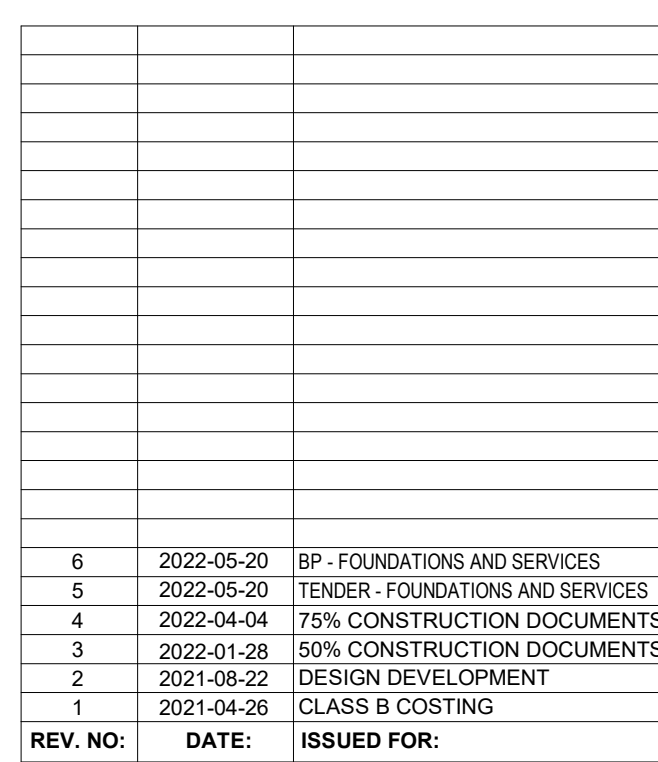 6 2022-05-20 BP - FOUNDATIONS AND SERVICES
5 2022-05-20 TENDER - FOUNDATIONS AND SERVICES
4 2022-04-04 75% CONSTRUCTION DOCUMENTS
3 2022-01-28 50% CONSTRUCTION DOCUMENTS
2 2021-08-22 DESIGN DEVELOPMENT
1 2021-04-26 CLASS B COSTING
REV. NO: DATE: ISSUED FOR: